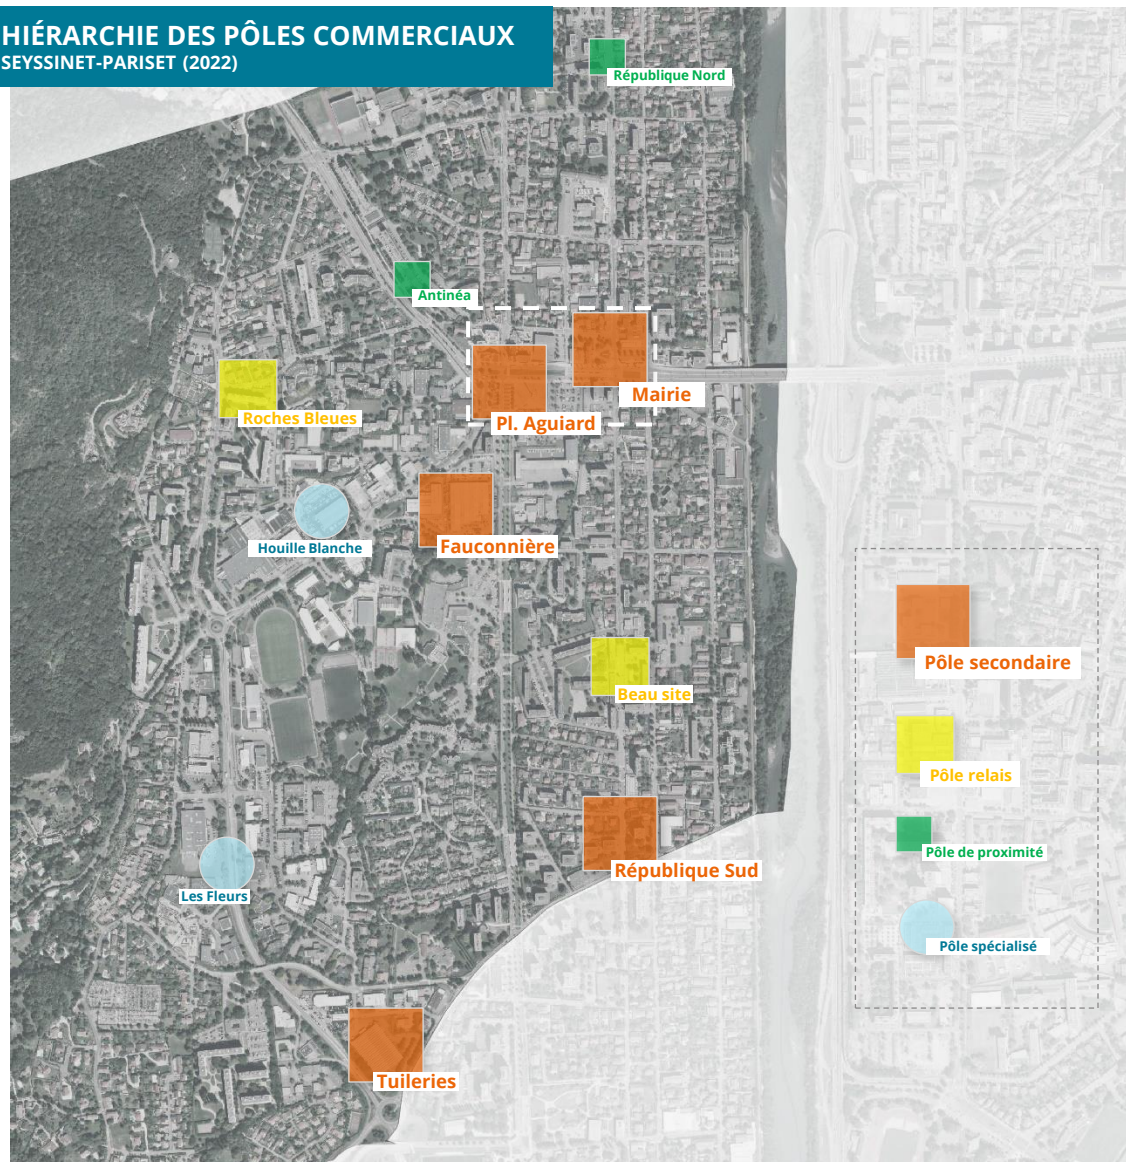 HIÉRARCHIE DES PÔLES COMMERCIAUX
SEYSSINET-PARISET (2022)
République Nord
Antinéa
Mairie
Pl. Aguiard
Roches Bleues
Houille Blanche
Fauconnière
Beau site
République Sud
Les Fleurs
Tuileries
Pôle secondaire
Pôle relais
Pôle de proximité
Pôle spécialisé